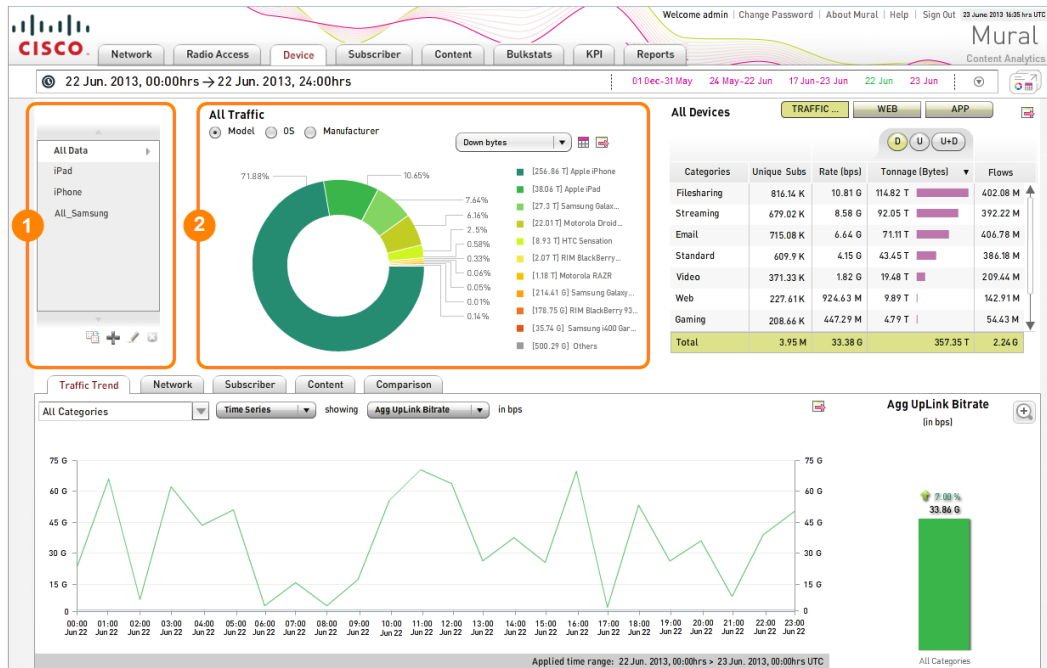 Welcome admin | Change Password | About Mural | Help | Sign Out 23 June 2013 16:35 hrs UTC
CISCO
Mural
Content Analytics
Network Radio Access Device Subscriber Content Bulkstats KPI Reports
22 Jun. 2013, 00:00hrs → 22 Jun. 2013, 24:00hrs
01 Dec-31 May 24 May-22 Jun 17 Jun-23 Jun 22 Jun 23 Jun
1
All Data
iPad
iPhone
All_Samsung
2
All Traffic
Model OS Manufacturer
Down bytes
71.88%
10.65%
7.64%
6.16%
2.5%
0.58%
0.33%
0.06%
0.05%
0.01%
0.14%
[256.86 T] Apple iPhone
[38.06 T] Apple iPad
[27.3 T] Samsung Galax...
[22.01 T] Motorola Droid...
[8.93 T] HTC Sensation
[2.07 T] RIM BlackBerry...
[1.18 T] Motorola RAZR
[214.41 G] Samsung Galaxy...
[178.75 G] RIM BlackBerry 93...
[35.74 G] Samsung i400 Gar...
[500.29 G] Others
All Devices
TRAFFIC ... WEB APP
D U U+D
Categories Unique Subs Rate (bps) Tonnage (Bytes) Flows
Filesharing 816.14 K 10.81 G 114.82 T 402.08 M
Streaming 679.02 K 8.58 G 92.05 T 392.22 M
Email 715.08 K 6.64 G 71.11 T 406.78 M
Standard 609.9 K 4.15 G 43.45 T 386.18 M
Video 371.33 K 1.82 G 19.48 T 209.44 M
Web 227.61 K 924.63 M 9.89 T 142.91 M
Gaming 208.66 K 447.29 M 4.79 T 54.43 M
Total 3.95 M 33.38 G 357.35 T 2.24 G
Traffic Trend Network Subscriber Content Comparison
All Categories Time Series showing Agg UpLink Bitrate in bps
75 G 75 G
60 G 60 G
45 G 45 G
30 G 30 G
15 G 15 G
0 0
00:00 01:00 02:00 03:00 04:00 05:00 06:00 07:00 08:00 09:00 10:00 11:00 12:00 13:00 14:00 15:00 16:00 17:00 18:00 19:00 20:00 21:00 22:00 23:00
Jun 22 Jun 22 Jun 22 Jun 22 Jun 22 Jun 22 Jun 22 Jun 22 Jun 22 Jun 22 Jun 22 Jun 22 Jun 22 Jun 22 Jun 22 Jun 22 Jun 22 Jun 22 Jun 22 Jun 22 Jun 22 Jun 22 Jun 22 Jun 22
Applied time range: 22 Jun. 2013, 00:00hrs > 23 Jun. 2013, 00:00hrs UTC
Agg UpLink Bitrate
(in bps)
7.00 %
33.86 G
All Categories